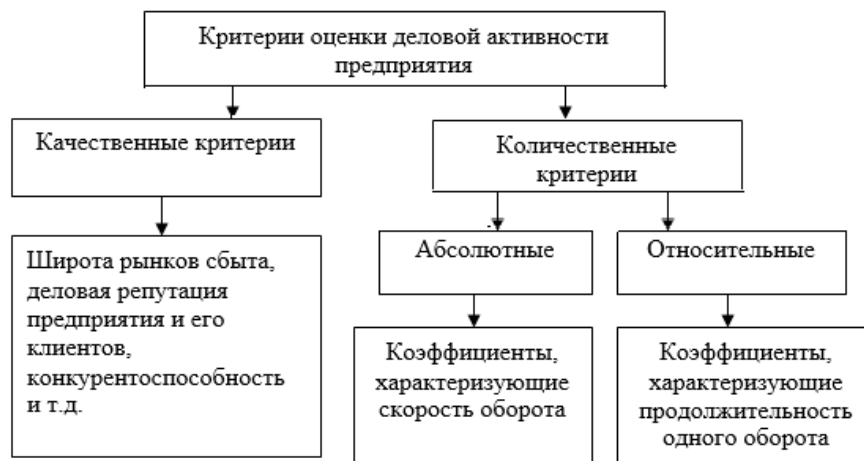 Критерии оценки деловой активности
предприятия
Качественные критерии
Количественные
критерии
Абсолютные
Относительные
Широта рынков сбыта,
деловая репутация
предприятия и его
клиентов,
конкурентоспособность
и т.д.
Коэффициенты,
характеризующие
скорость оборота
Коэффициенты,
характеризующие
продолжительность
одного оборота